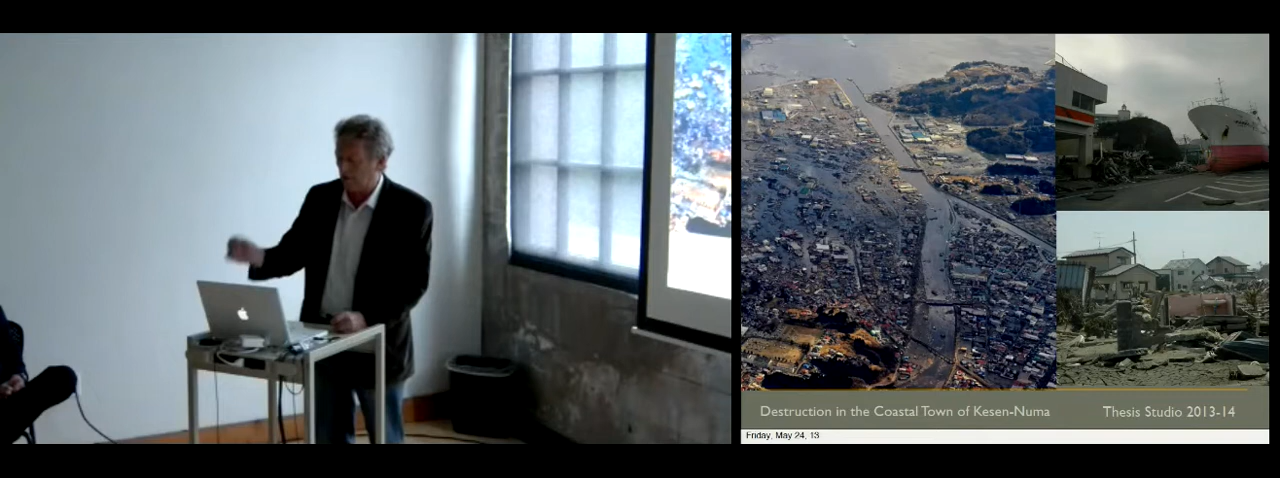 Destruction in the Coastal Town of Kesen-Numa
Thesis Studio 2013-14
Friday, May 24, 13